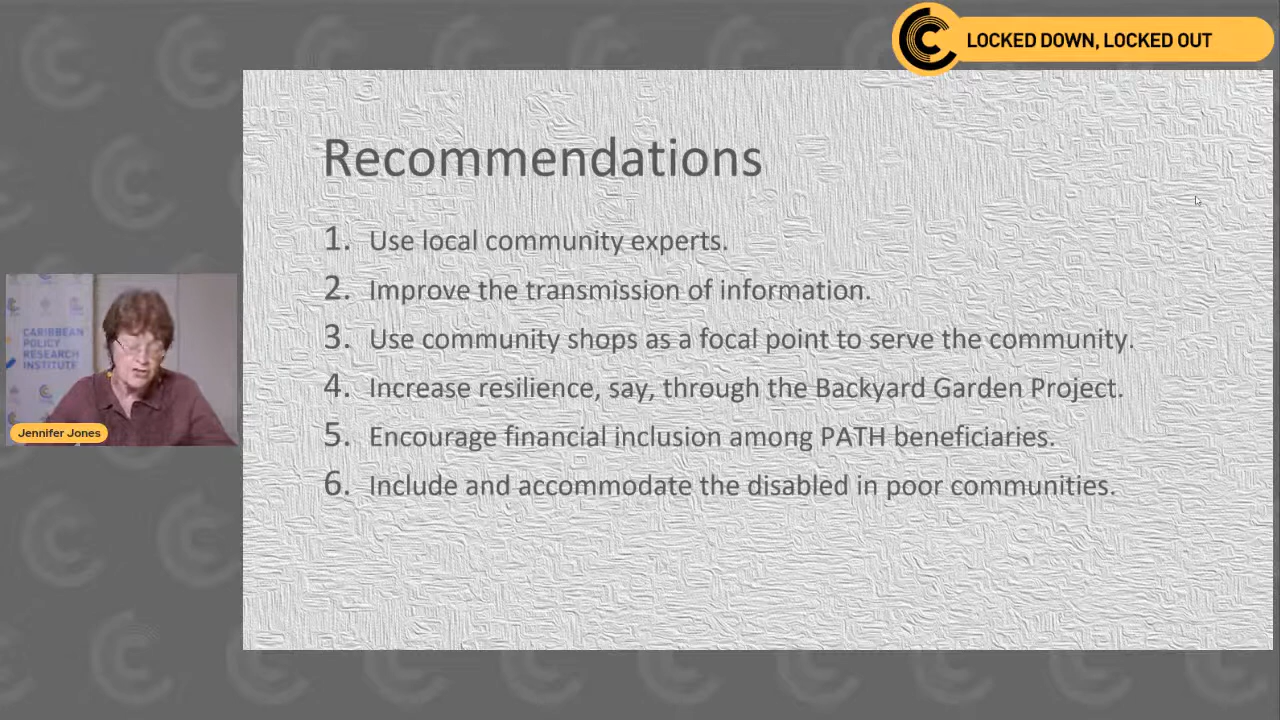 LOCKED DOWN, LOCKED OUT
Recommendations
1. Use local community experts.
2. Improve the transmission of information.
3. Use community shops as a focal point to serve the community.
4. Increase resilience, say, through the Backyard Garden Project.
5. Encourage financial inclusion among PATH beneficiaries.
6. Include and accommodate the disabled in poor communities.
CARIBBEAN
POLICY
RESEARCH
INSTITUTE
Jennifer Jones